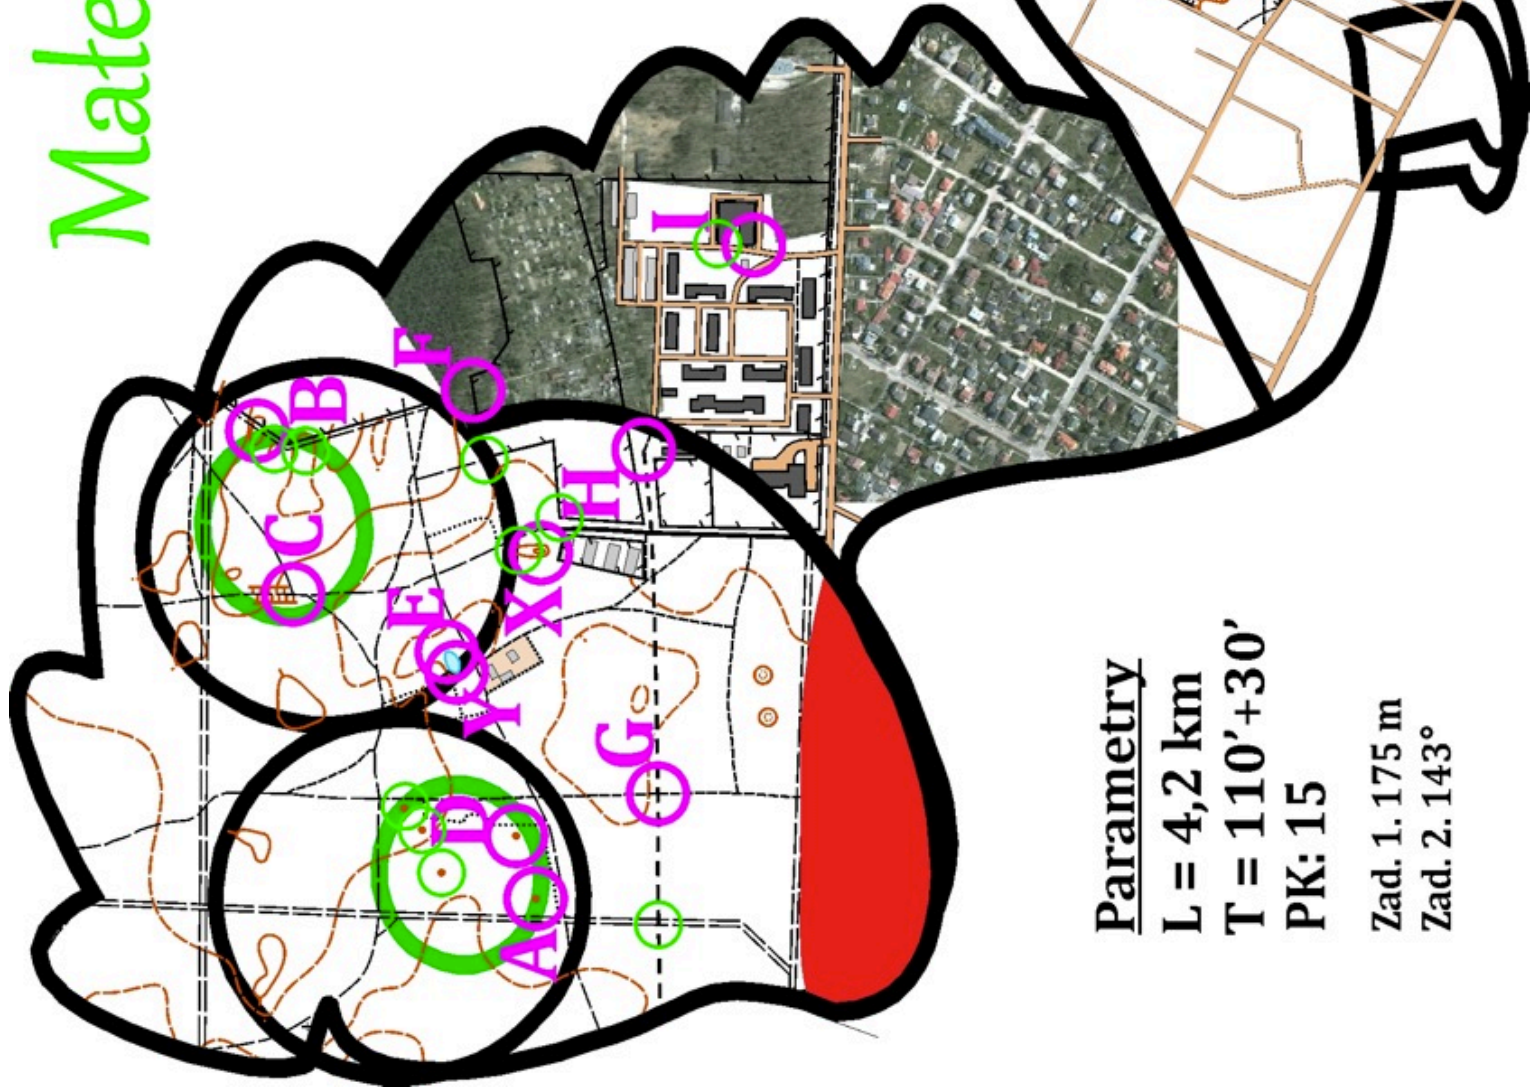 Mate
F
I
B
C
H
E
X
Y
G
D
A
Parametry
L = 4,2 km
T = 110’+30’
PK: 15
Zad. 1. 175 m
Zad. 2. 143°